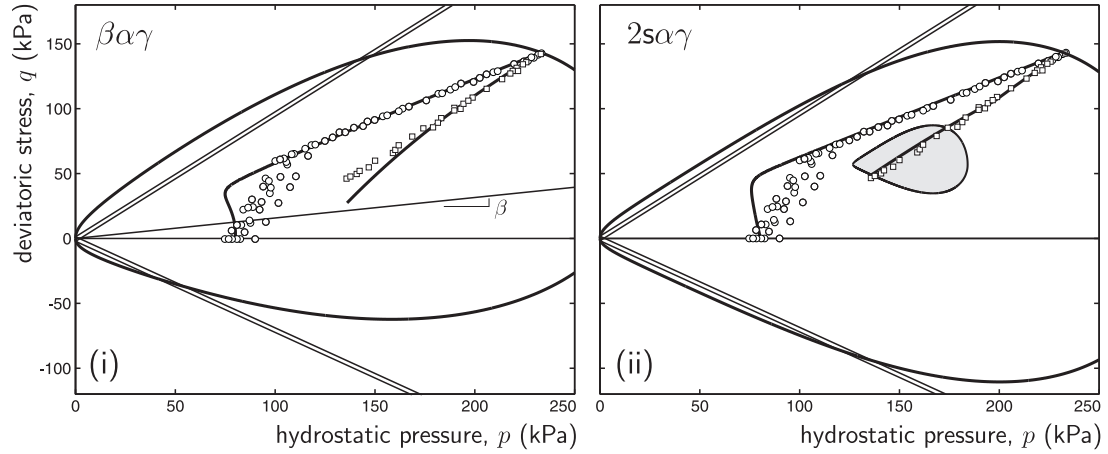 βαγ
2sαγ
deviatoric stress, q (kPa)
150
100
50
0
-50
-100
β
(i)
(ii)
0
50
100
150
200
250
0
50
100
150
200
250
hydrostatic pressure, p (kPa)
hydrostatic pressure, p (kPa)